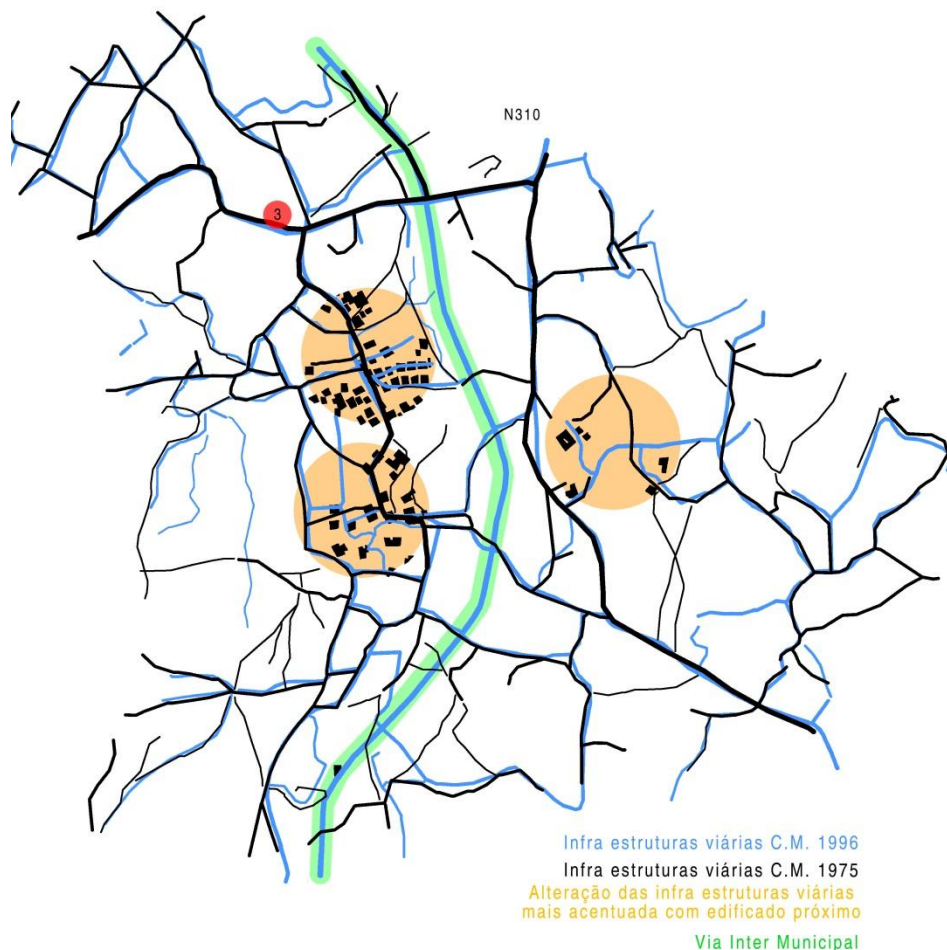 N310
3
Infra estruturas viárias C.M. 1996
Infra estruturas viárias C.M. 1975
Alteração das infra estruturas viárias
mais acentuada com edificado próximo
Via Inter Municipal